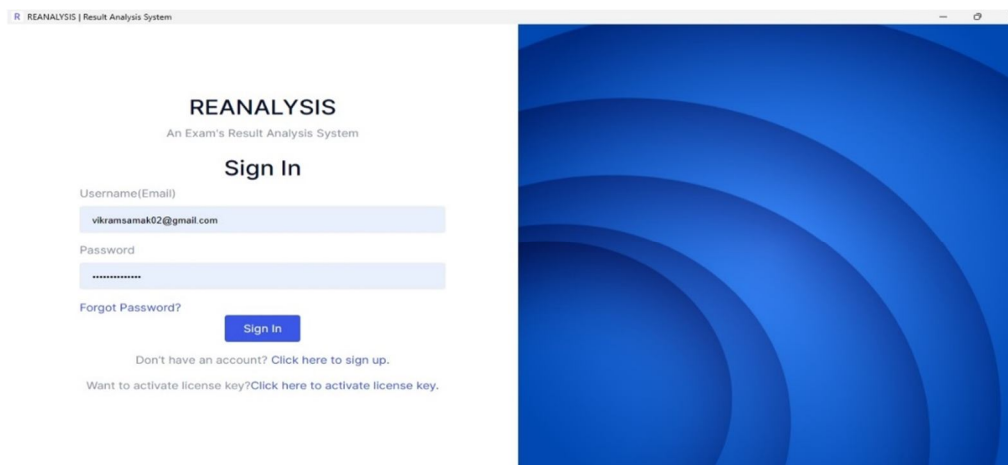 R REANALYSIS | Result Analysis System
REANALYSIS
An Exam's Result Analysis System
Sign In
Username(Email)
vikramsamak02@gmail.com
Password
••••••••••••••
Forgot Password?
Sign In
Don't have an account? Click here to sign up.
Want to activate license key?Click here to activate license key.